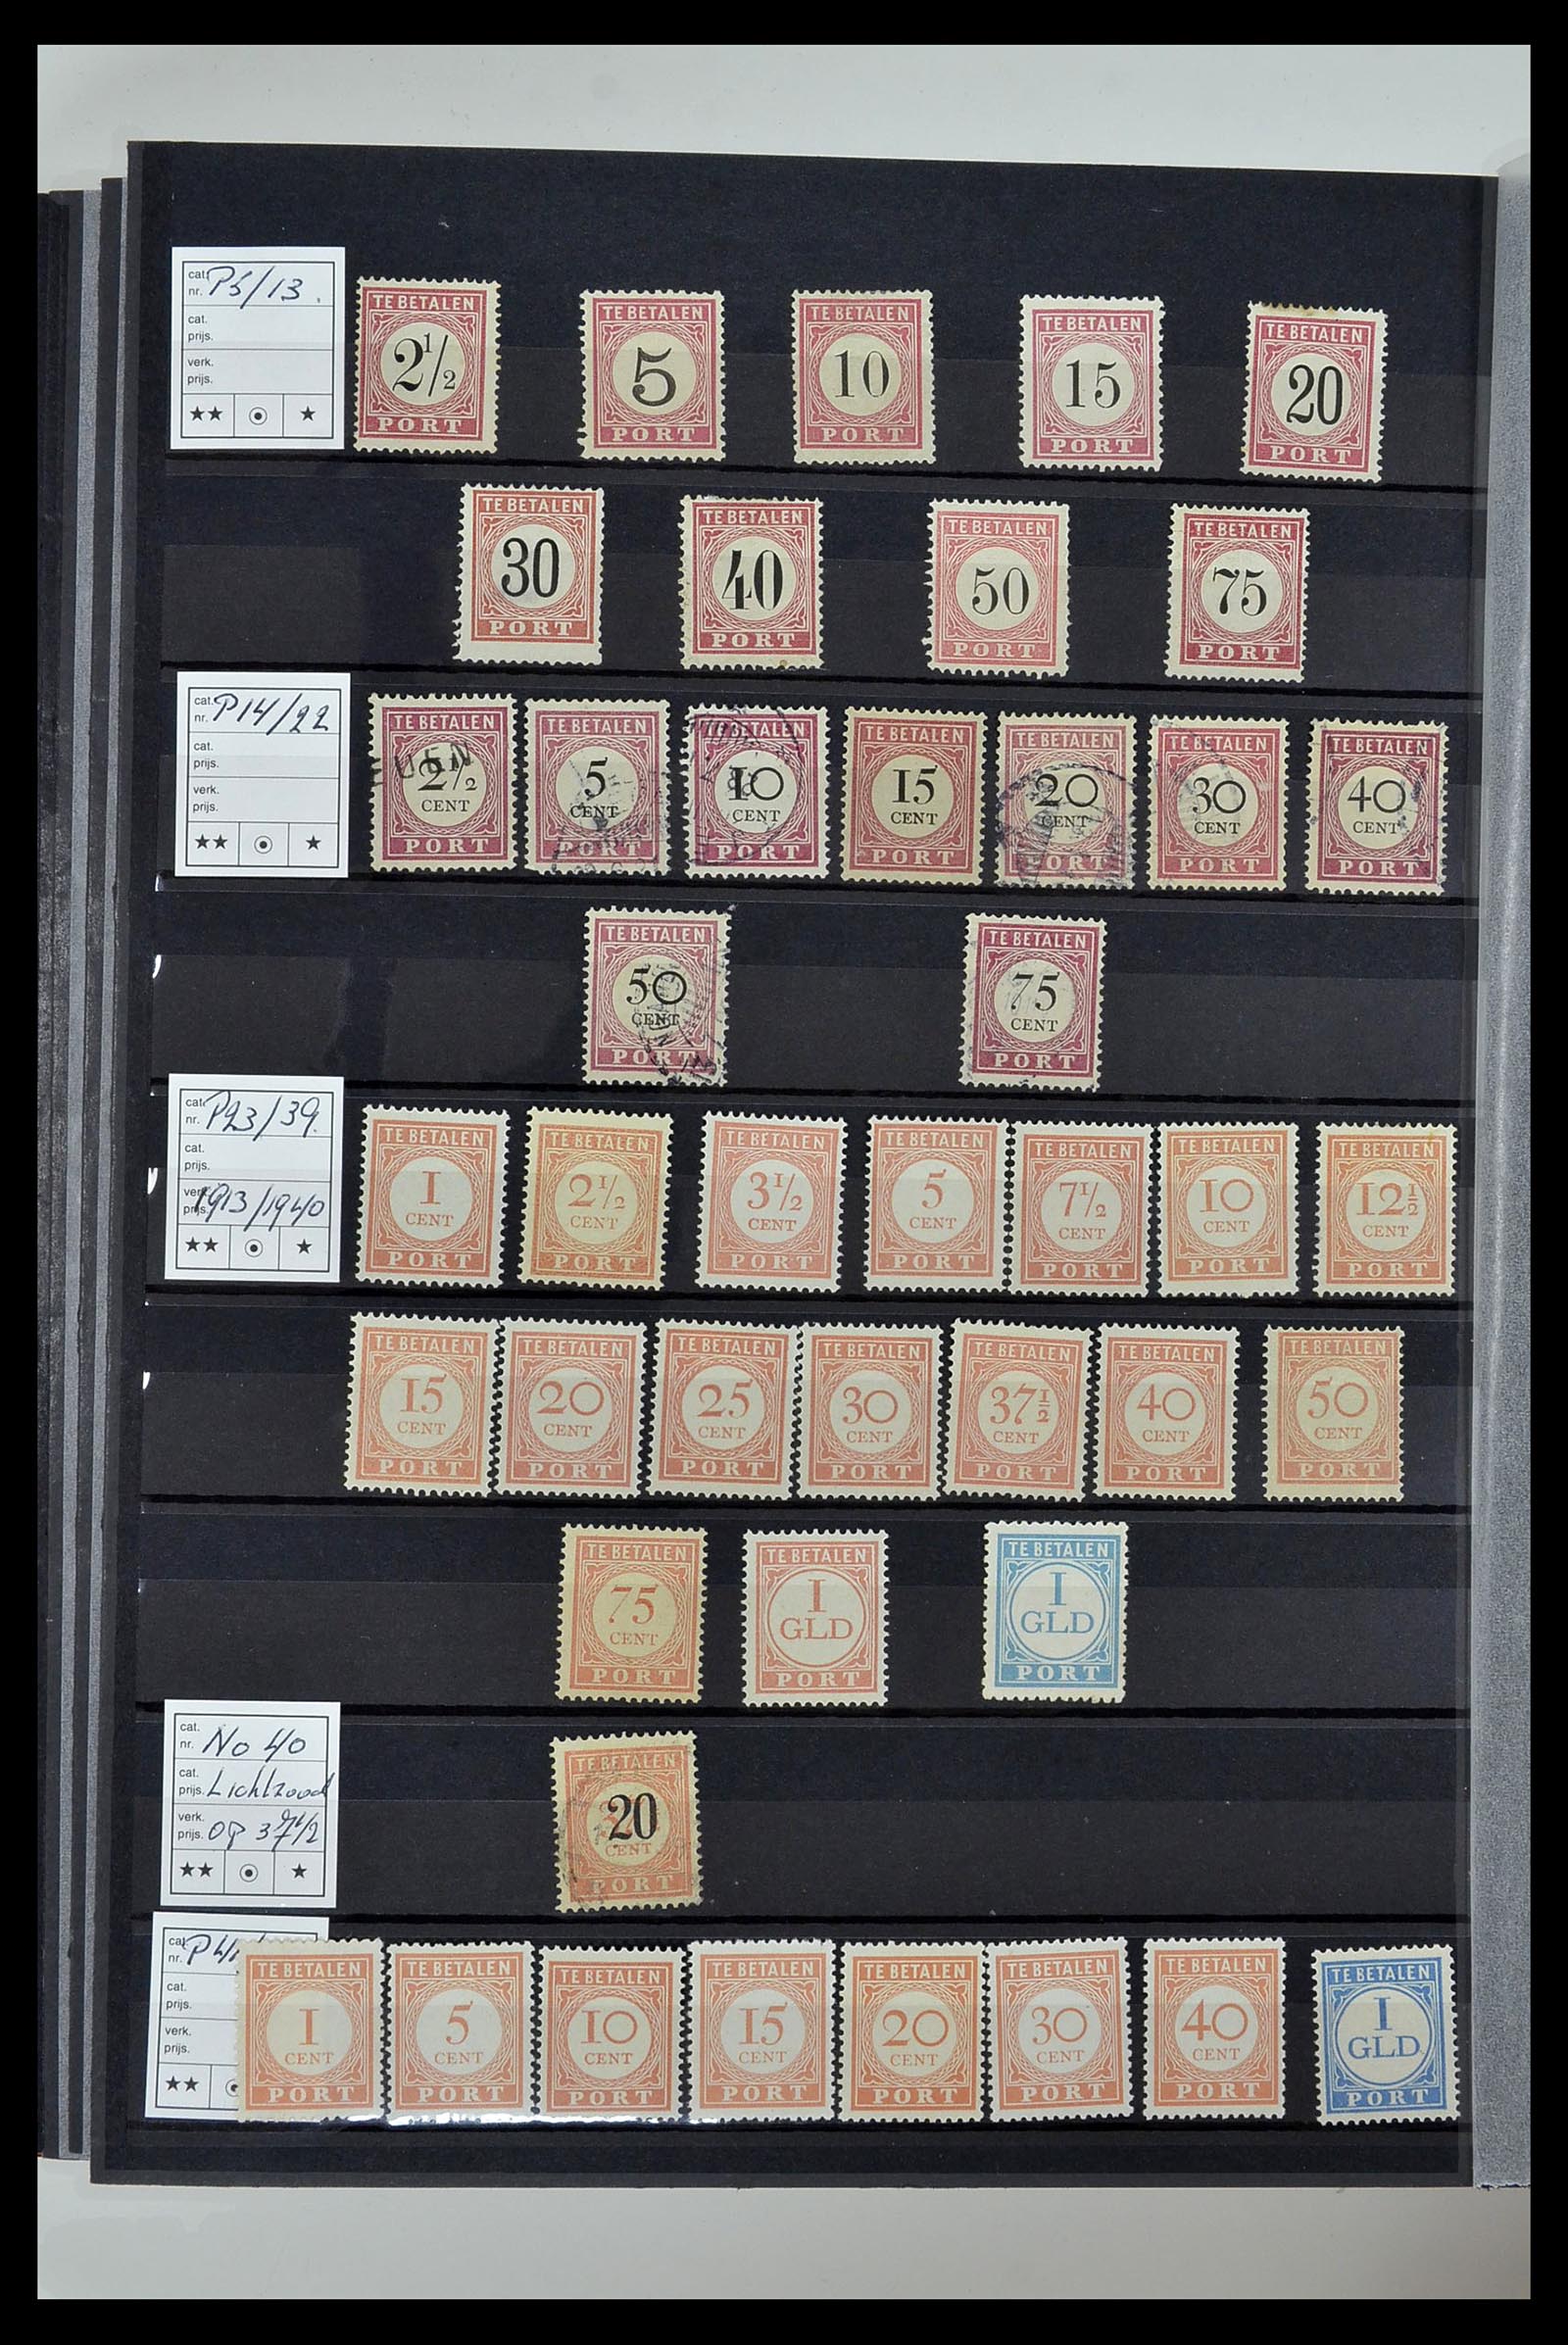 cat.
nr. P5/13.
cat.
prijs.
verk.
prijs.
TE BETALEN 2½ PORT
TE BETALEN 5 PORT
TE BETALEN 10 PORT
TE BETALEN 15 PORT
TE BETALEN 20 PORT
TE BETALEN 30 PORT
TE BETALEN 40 PORT
TE BETALEN 50 PORT
TE BETALEN 75 PORT
cat.
nr. P14/22
cat.
prijs.
verk.
prijs.
TE BETALEN 2½ CENT PORT
TE BETALEN 5 CENT PORT
TE BETALEN 10 CENT PORT
TE BETALEN 15 CENT PORT
TE BETALEN 20 CENT PORT
TE BETALEN 30 CENT PORT
TE BETALEN 40 CENT PORT
TE BETALEN 50 CENT PORT
TE BETALEN 75 CENT PORT
cat.
nr. P23/39.
cat.
prijs.
verk.
prijs. 1913/1940
TE BETALEN 1 CENT PORT
TE BETALEN 2½ CENT PORT
TE BETALEN 3½ CENT PORT
TE BETALEN 5 CENT PORT
TE BETALEN 7½ CENT PORT
TE BETALEN 10 CENT PORT
TE BETALEN 12½ CENT PORT
TE BETALEN 15 CENT PORT
TE BETALEN 20 CENT PORT
TE BETALEN 25 CENT PORT
TE BETALEN 30 CENT PORT
TE BETALEN 37½ CENT PORT
TE BETALEN 40 CENT PORT
TE BETALEN 50 CENT PORT
TE BETALEN 75 CENT PORT
TE BETALEN 1 GLD PORT
TE BETALEN 1 GLD PORT
cat.
nr. No 40
cat.
prijs. Lichtrood
verk.
prijs. op 37½
TE BETALEN 20 CENT PORT
cat.
nr.
cat.
prijs.
verk.
prijs.
TE BETALEN 1 CENT PORT
TE BETALEN 5 CENT PORT
TE BETALEN 10 CENT PORT
TE BETALEN 15 CENT PORT
TE BETALEN 20 CENT PORT
TE BETALEN 30 CENT PORT
TE BETALEN 40 CENT PORT
TE BETALEN 1 GLD PORT